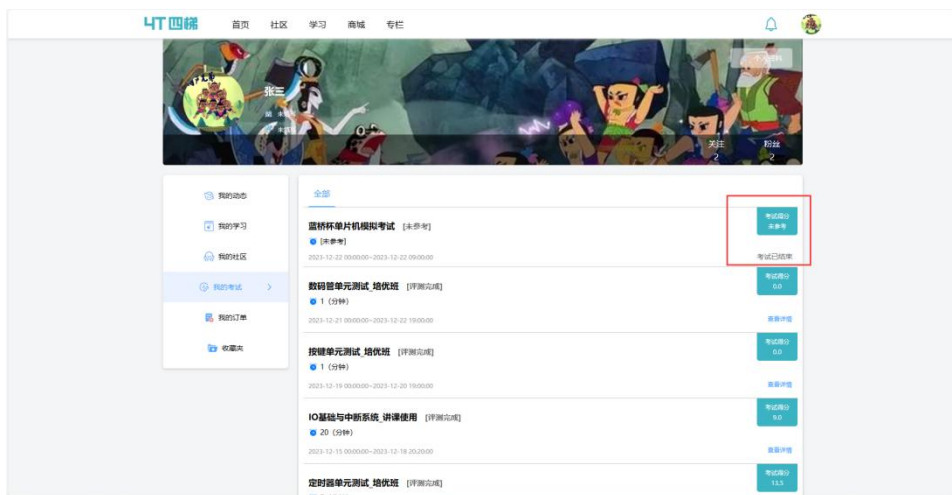 4T四梯 首页 社区 学习 商城 专栏
张三
关注 粉丝
2 2
我的动态
我的学习
我的社区
我的考试 >
我的订单
收藏夹
全部
蓝桥杯单片机模拟考试 [未参考]
考试得分
未参考
[未参考]
2023-12-22 00:00:00~2023-12-22 09:00:00
考试已结束
数码管单元测试_培优班 [评测完成]
考试得分
0.0
1 (分钟)
2023-12-21 00:00:00~2023-12-22 19:00:00
查看详情
按键单元测试_培优班 [评测完成]
考试得分
0.0
1 (分钟)
2023-12-19 00:00:00~2023-12-20 19:00:00
查看详情
IO基础与中断系统_讲课使用 [评测完成]
考试得分
9.0
20 (分钟)
2023-12-15 00:00:00~2023-12-18 20:20:00
查看详情
定时器单元测试_培优班 [评测完成]
考试得分
13.5